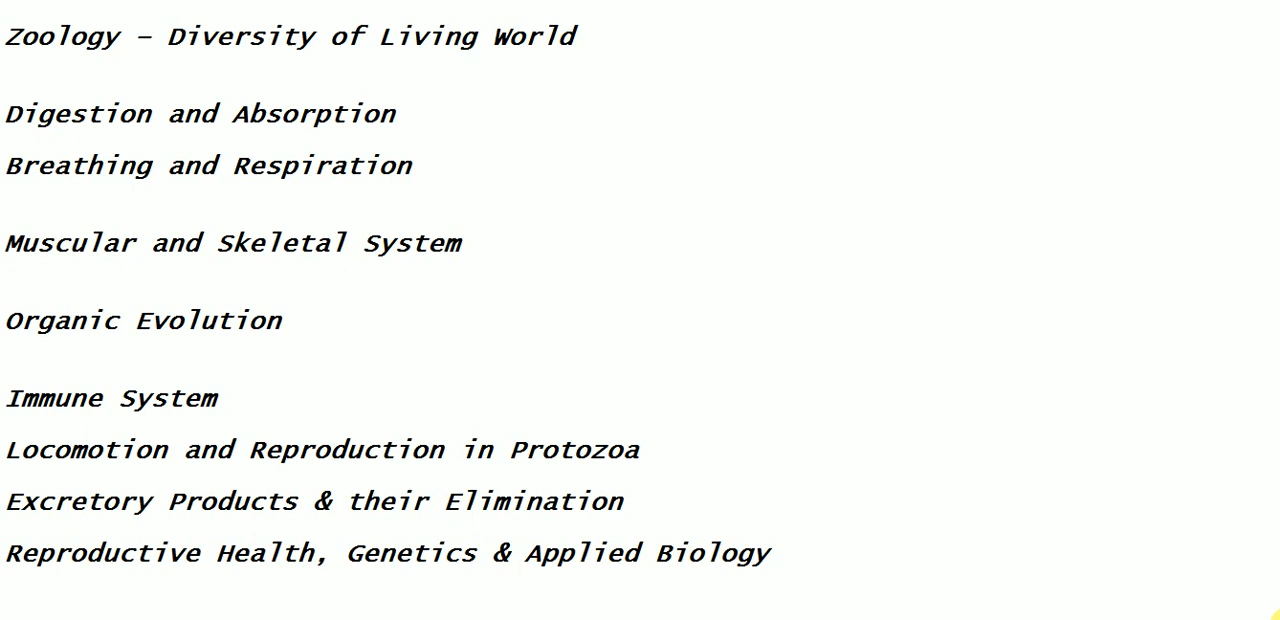 Zoology – Diversity of Living World
Digestion and Absorption
Breathing and Respiration
Muscular and Skeletal System
Organic Evolution
Immune System
Locomotion and Reproduction in Protozoa
Excretory Products & their Elimination
Reproductive Health, Genetics & Applied Biology